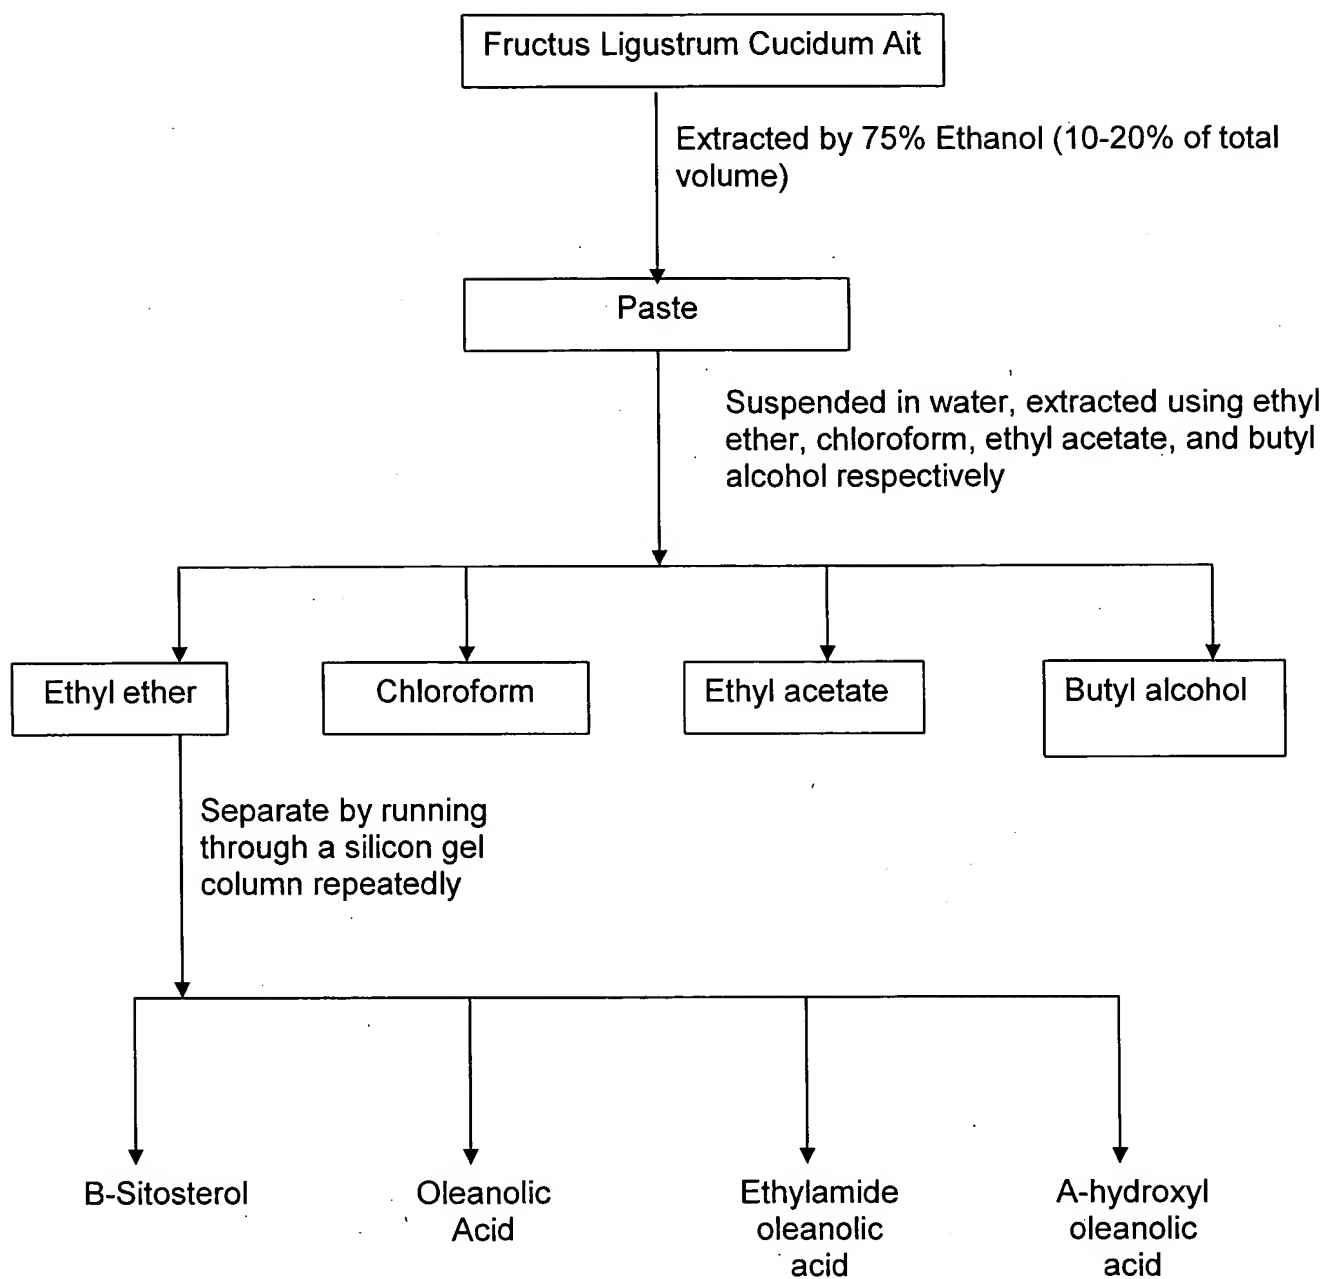 Fructus Ligustrum Cucidum Ait
Extracted by 75% Ethanol (10-20% of total
volume)
Paste
Suspended in water, extracted using ethyl
ether, chloroform, ethyl acetate, and butyl
alcohol respectively
Ethyl ether
Chloroform
Ethyl acetate
Butyl alcohol
Separate by running
through a silicon gel
column repeatedly
B-Sitosterol
Oleanolic
Acid
Ethylamide
oleanolic
acid
A-hydroxyl
oleanolic
acid